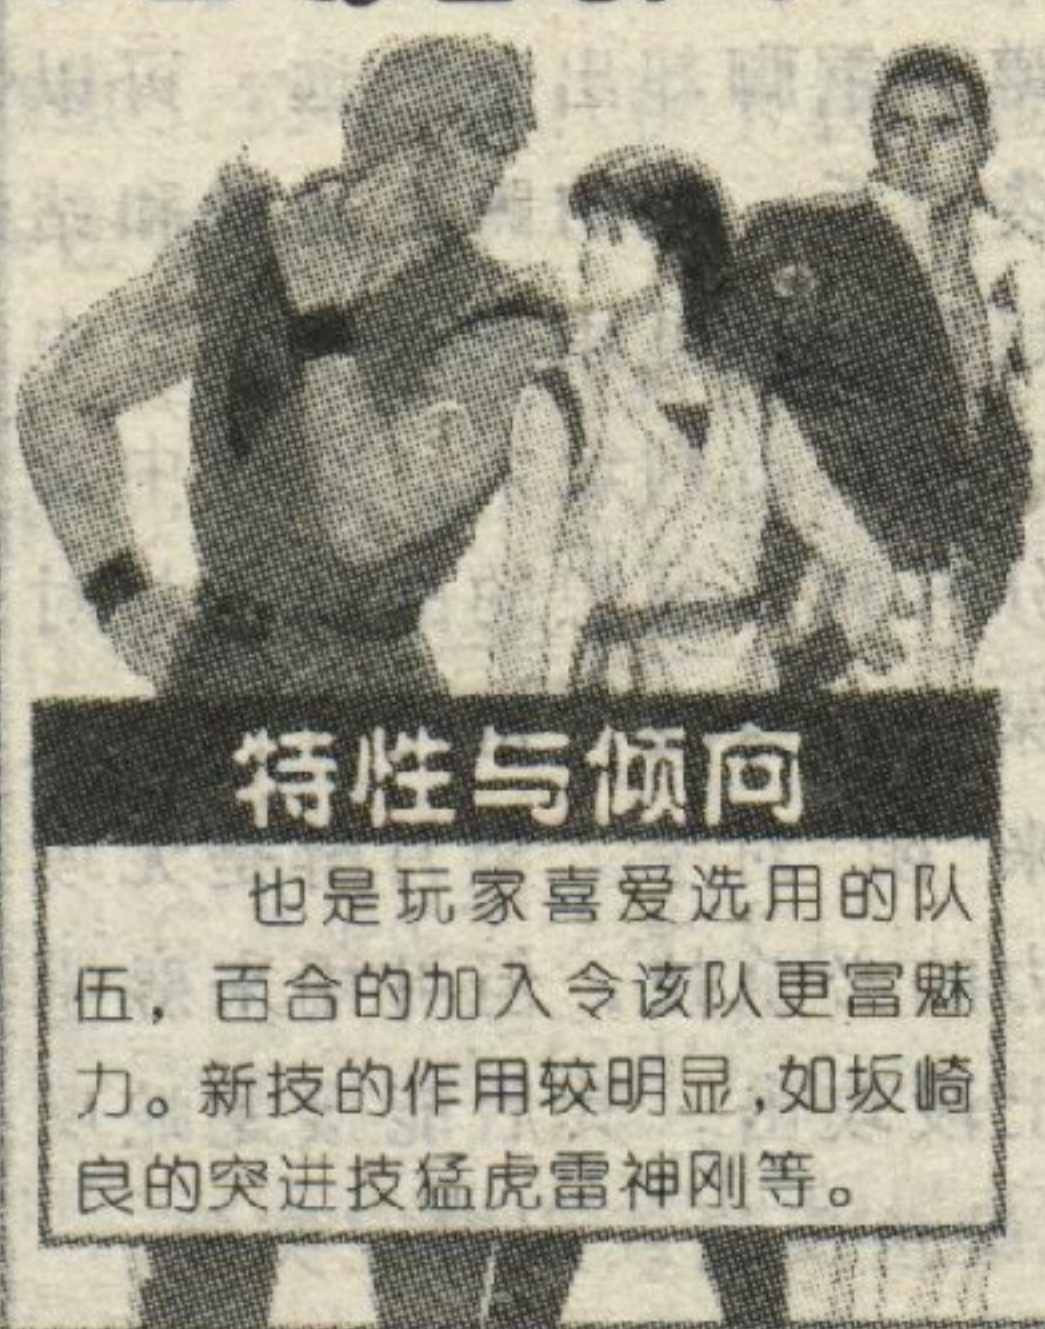 特性与倾向
也是玩家喜爱选用的队
伍，百合的加入令该队更富魅
力。新技的作用较明显，如坂崎
良的突进技猛虎雷神刚等。